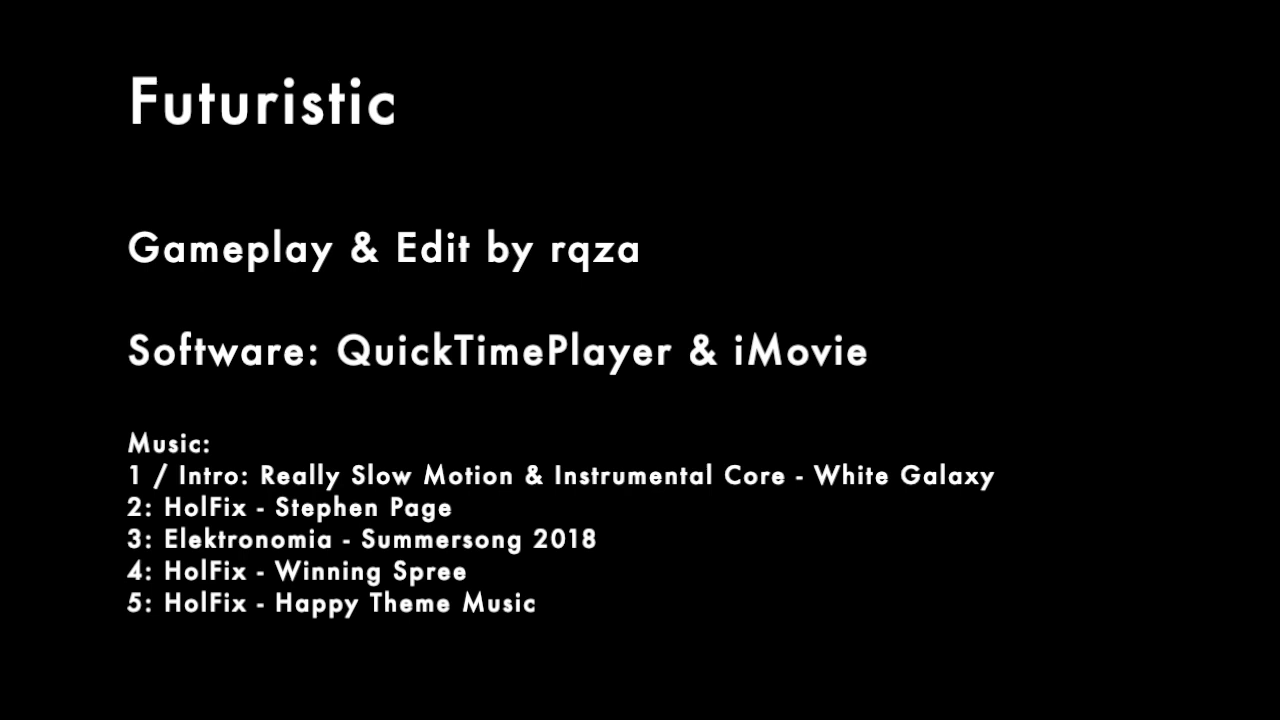 Futuristic
Gameplay & Edit by rqza
Software: QuickTimePlayer & iMovie
Music:
1 / Intro: Really Slow Motion & Instrumental Core - White Galaxy
2: HolFix - Stephen Page
3: Elektronomia - Summersong 2018
4: HolFix - Winning Spree
5: HolFix - Happy Theme Music